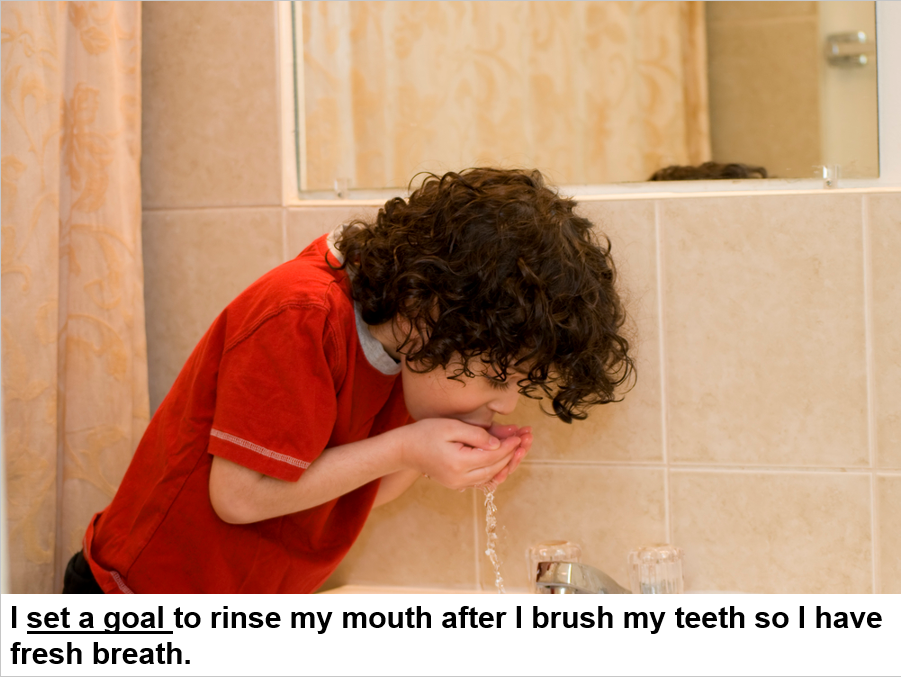 I set a goal to rinse my mouth after I brush my teeth so I have
fresh breath.